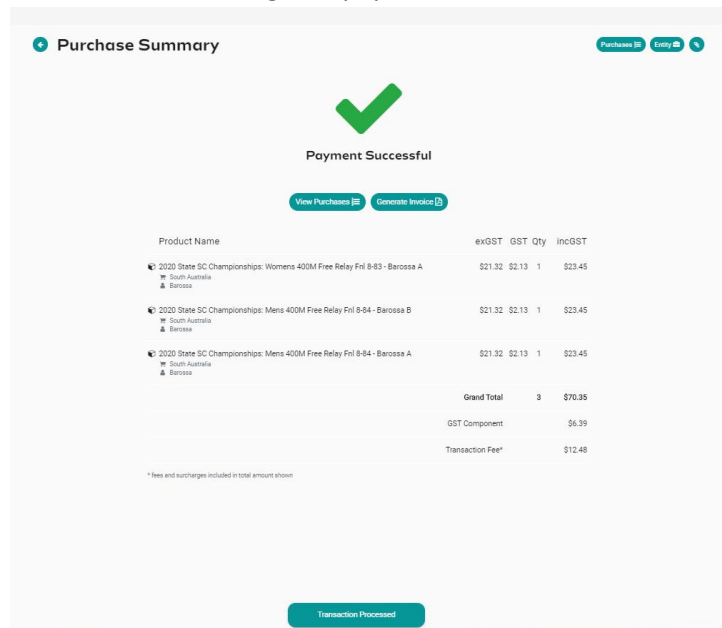 Purchase Summary
Purchases
Entity
Payment Successful
View Purchases
Generate Invoice
Product Name exGST GST Qty incGST
2020 State SC Championships: Womens 400M Free Relay Fnl 8-83 - Barossa A $21.32 $2.13 1 $23.45
South Australia
Barossa
2020 State SC Championships: Mens 400M Free Relay Fnl 8-84 - Barossa B $21.32 $2.13 1 $23.45
South Australia
Barossa
2020 State SC Championships: Mens 400M Free Relay Fnl 8-84 - Barossa A $21.32 $2.13 1 $23.45
South Australia
Barossa
Grand Total 3 $70.35
GST Component $6.39
Transaction Fee* $12.48
* fees and surcharges included in total amount shown
Transaction Processed